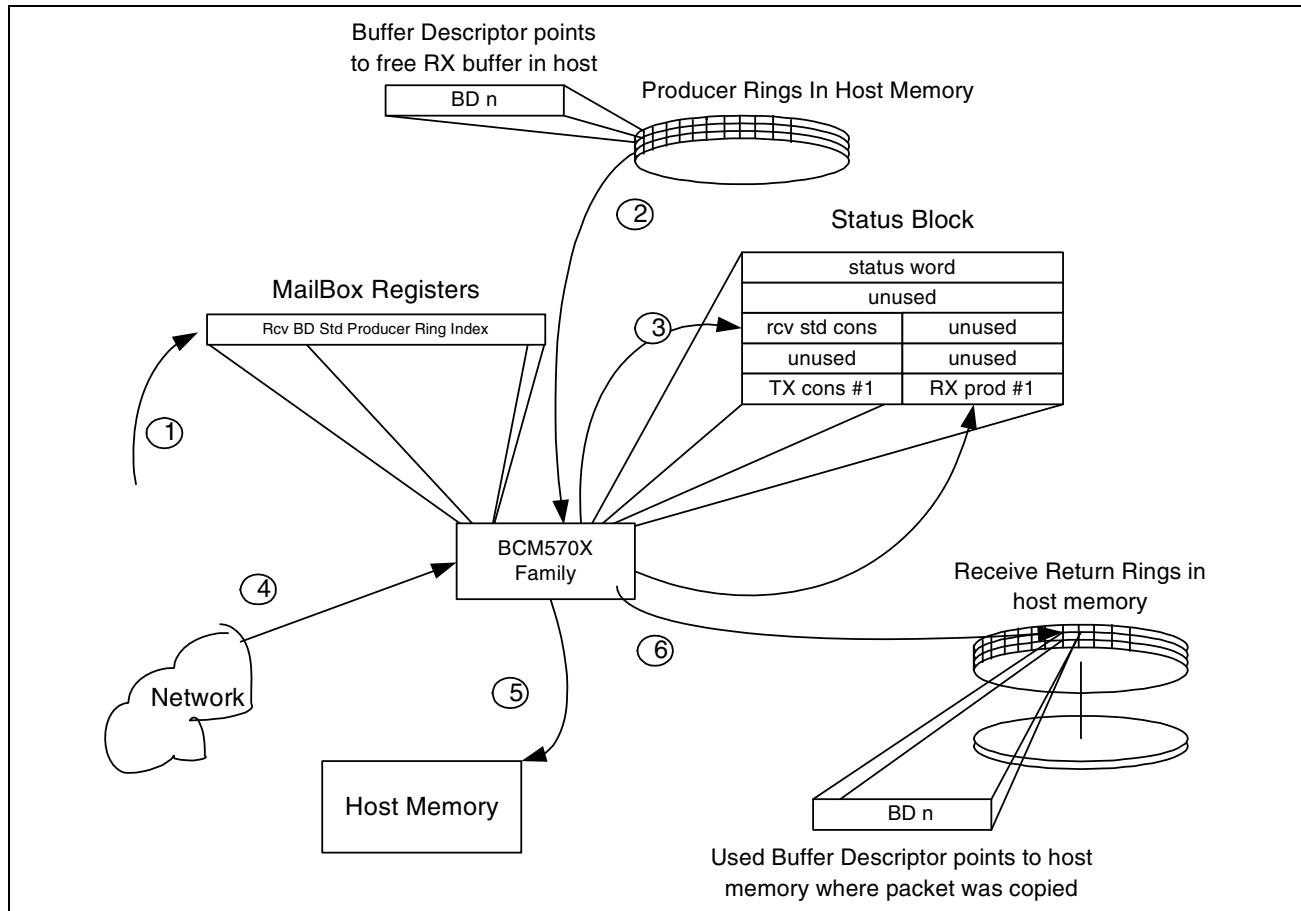 Buffer Descriptor points
to free RX buffer in host
BD n
Producer Rings In Host Memory
2
Status Block
status word
unused
MailBox Registers
Rcv BD Std Producer Ring Index
3
rcv std cons
unused
unused
unused
TX cons #1
RX prod #1
1
BCM570X
Family
4
Receive Return Rings in
host memory
6
Network
5
Host Memory
BD n
Used Buffer Descriptor points to host
memory where packet was copied